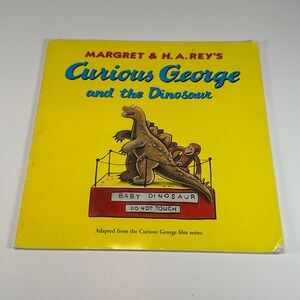 MARGRET & H.A.REY'S
Curious George
and the Dinosaur
BABY DINOSAUR
DO NOT TOUCH
Adapted from the Curious George film series